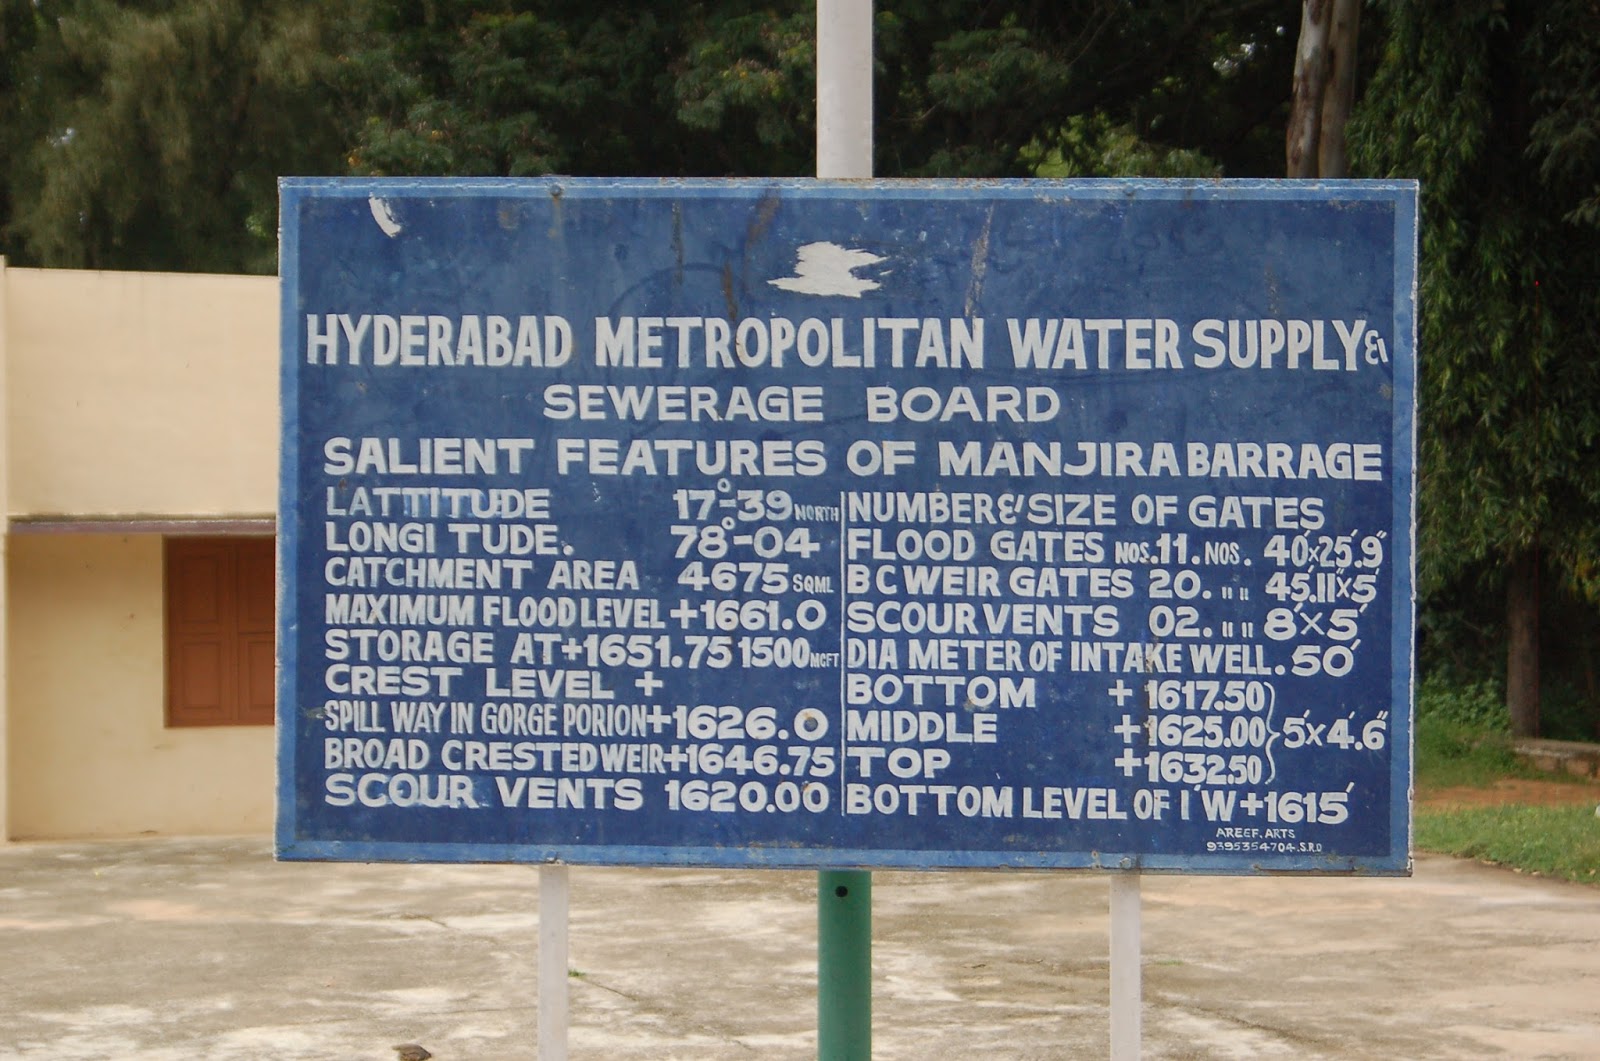 HYDERABAD METROPOLITAN WATER SUPPLY &
SEWERAGE BOARD
SALIENT FEATURES OF MANJIRA BARRAGE
LATTITUDE 17°-39 NORTH
LONGITUDE. 78°-04
CATCHMENT AREA 4675 SQML
MAXIMUM FLOOD LEVEL +1661.0
STORAGE AT +1651.75 1500 MCFT
CREST LEVEL +
SPILL WAY IN GORGE PORION +1626.0
BROAD CRESTED WEIR +1646.75
SCOUR VENTS 1620.00
NUMBER & SIZE OF GATES
FLOOD GATES NOS. 11. NOS. 40'x25'.9"
B C WEIR GATES 20. " " 45'.11"x5'
SCOUR VENTS 02. " " 8'x5'
DIAMETER OF INTAKE WELL. 50'
BOTTOM +1617.50
MIDDLE +1625.00 } 5'x4'.6"
TOP +1632.50
BOTTOM LEVEL OF I'W +1615'
AREEF. ARTS
9395354704.S.R.D